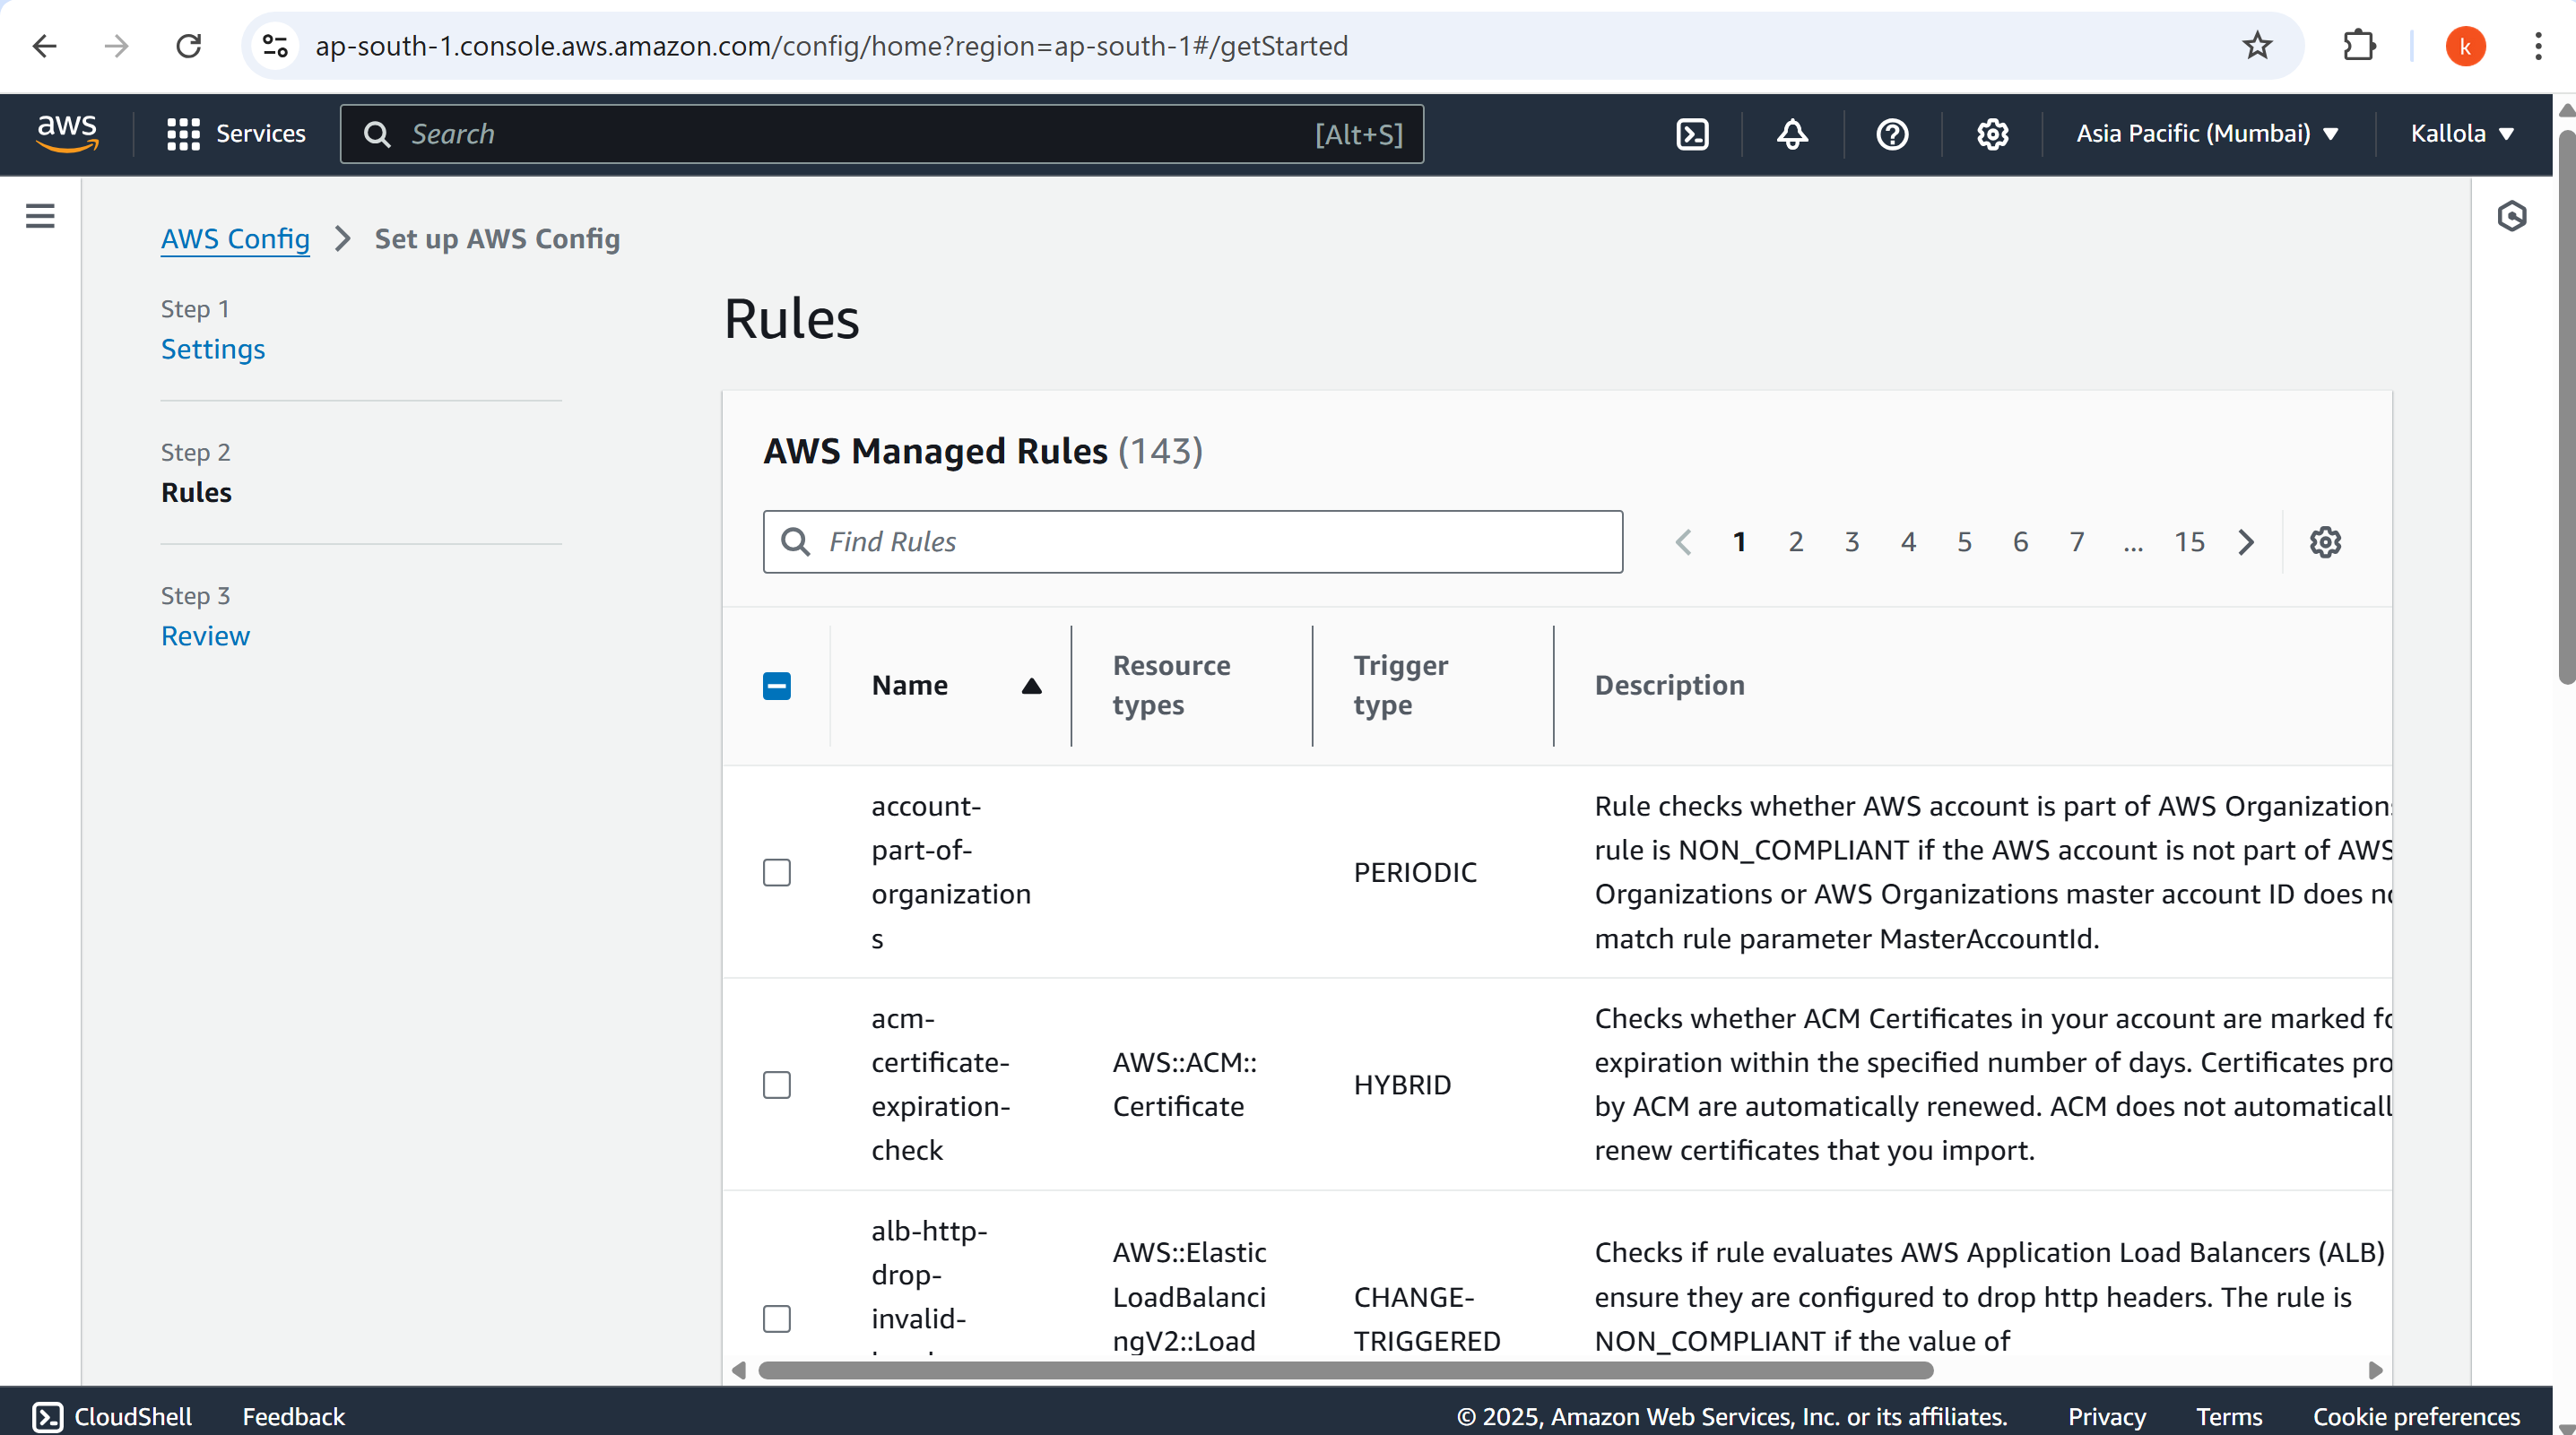 ap-south-1.console.aws.amazon.com/config/home?region=ap-south-1#/getStarted
k
aws
Services
Search
[Alt+S]
Asia Pacific (Mumbai)
Kallola
AWS Config
Set up AWS Config
Step 1
Settings
Step 2
Rules
Step 3
Review
Rules
AWS Managed Rules (143)
Find Rules
1 2 3 4 5 6 7 ... 15
Name
Resource
types
Trigger
type
Description
account-
part-of-
organization
s
PERIODIC
Rule checks whether AWS account is part of AWS Organization
rule is NON_COMPLIANT if the AWS account is not part of AWS
Organizations or AWS Organizations master account ID does no
match rule parameter MasterAccountId.
acm-
certificate-
expiration-
check
AWS::ACM::
Certificate
HYBRID
Checks whether ACM Certificates in your account are marked fo
expiration within the specified number of days. Certificates pro
by ACM are automatically renewed. ACM does not automaticall
renew certificates that you import.
alb-http-
drop-
invalid-
AWS::Elastic
LoadBalanci
ngV2::Load
CHANGE-
TRIGGERED
Checks if rule evaluates AWS Application Load Balancers (ALB)
ensure they are configured to drop http headers. The rule is
NON_COMPLIANT if the value of
CloudShell
Feedback
© 2025, Amazon Web Services, Inc. or its affiliates.
Privacy
Terms
Cookie preferences